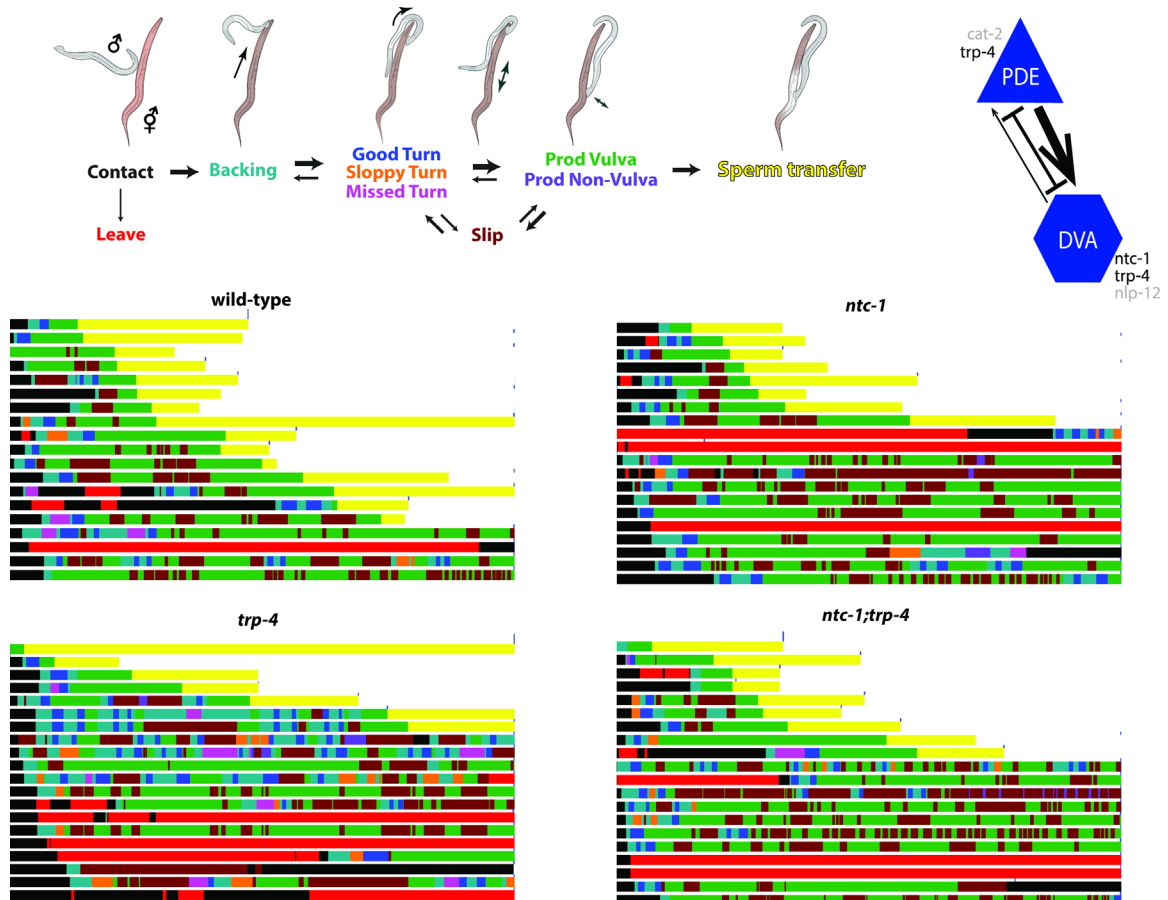 ♂
⚥
Contact
Backing
Good Turn
Sloppy Turn
Missed Turn
Prod Vulva
Prod Non-Vulva
Sperm transfer
Leave
Slip
cat-2
trp-4
PDE
DVA
ntc-1
trp-4
nlp-12
wild-type
ntc-1
trp-4
ntc-1;trp-4